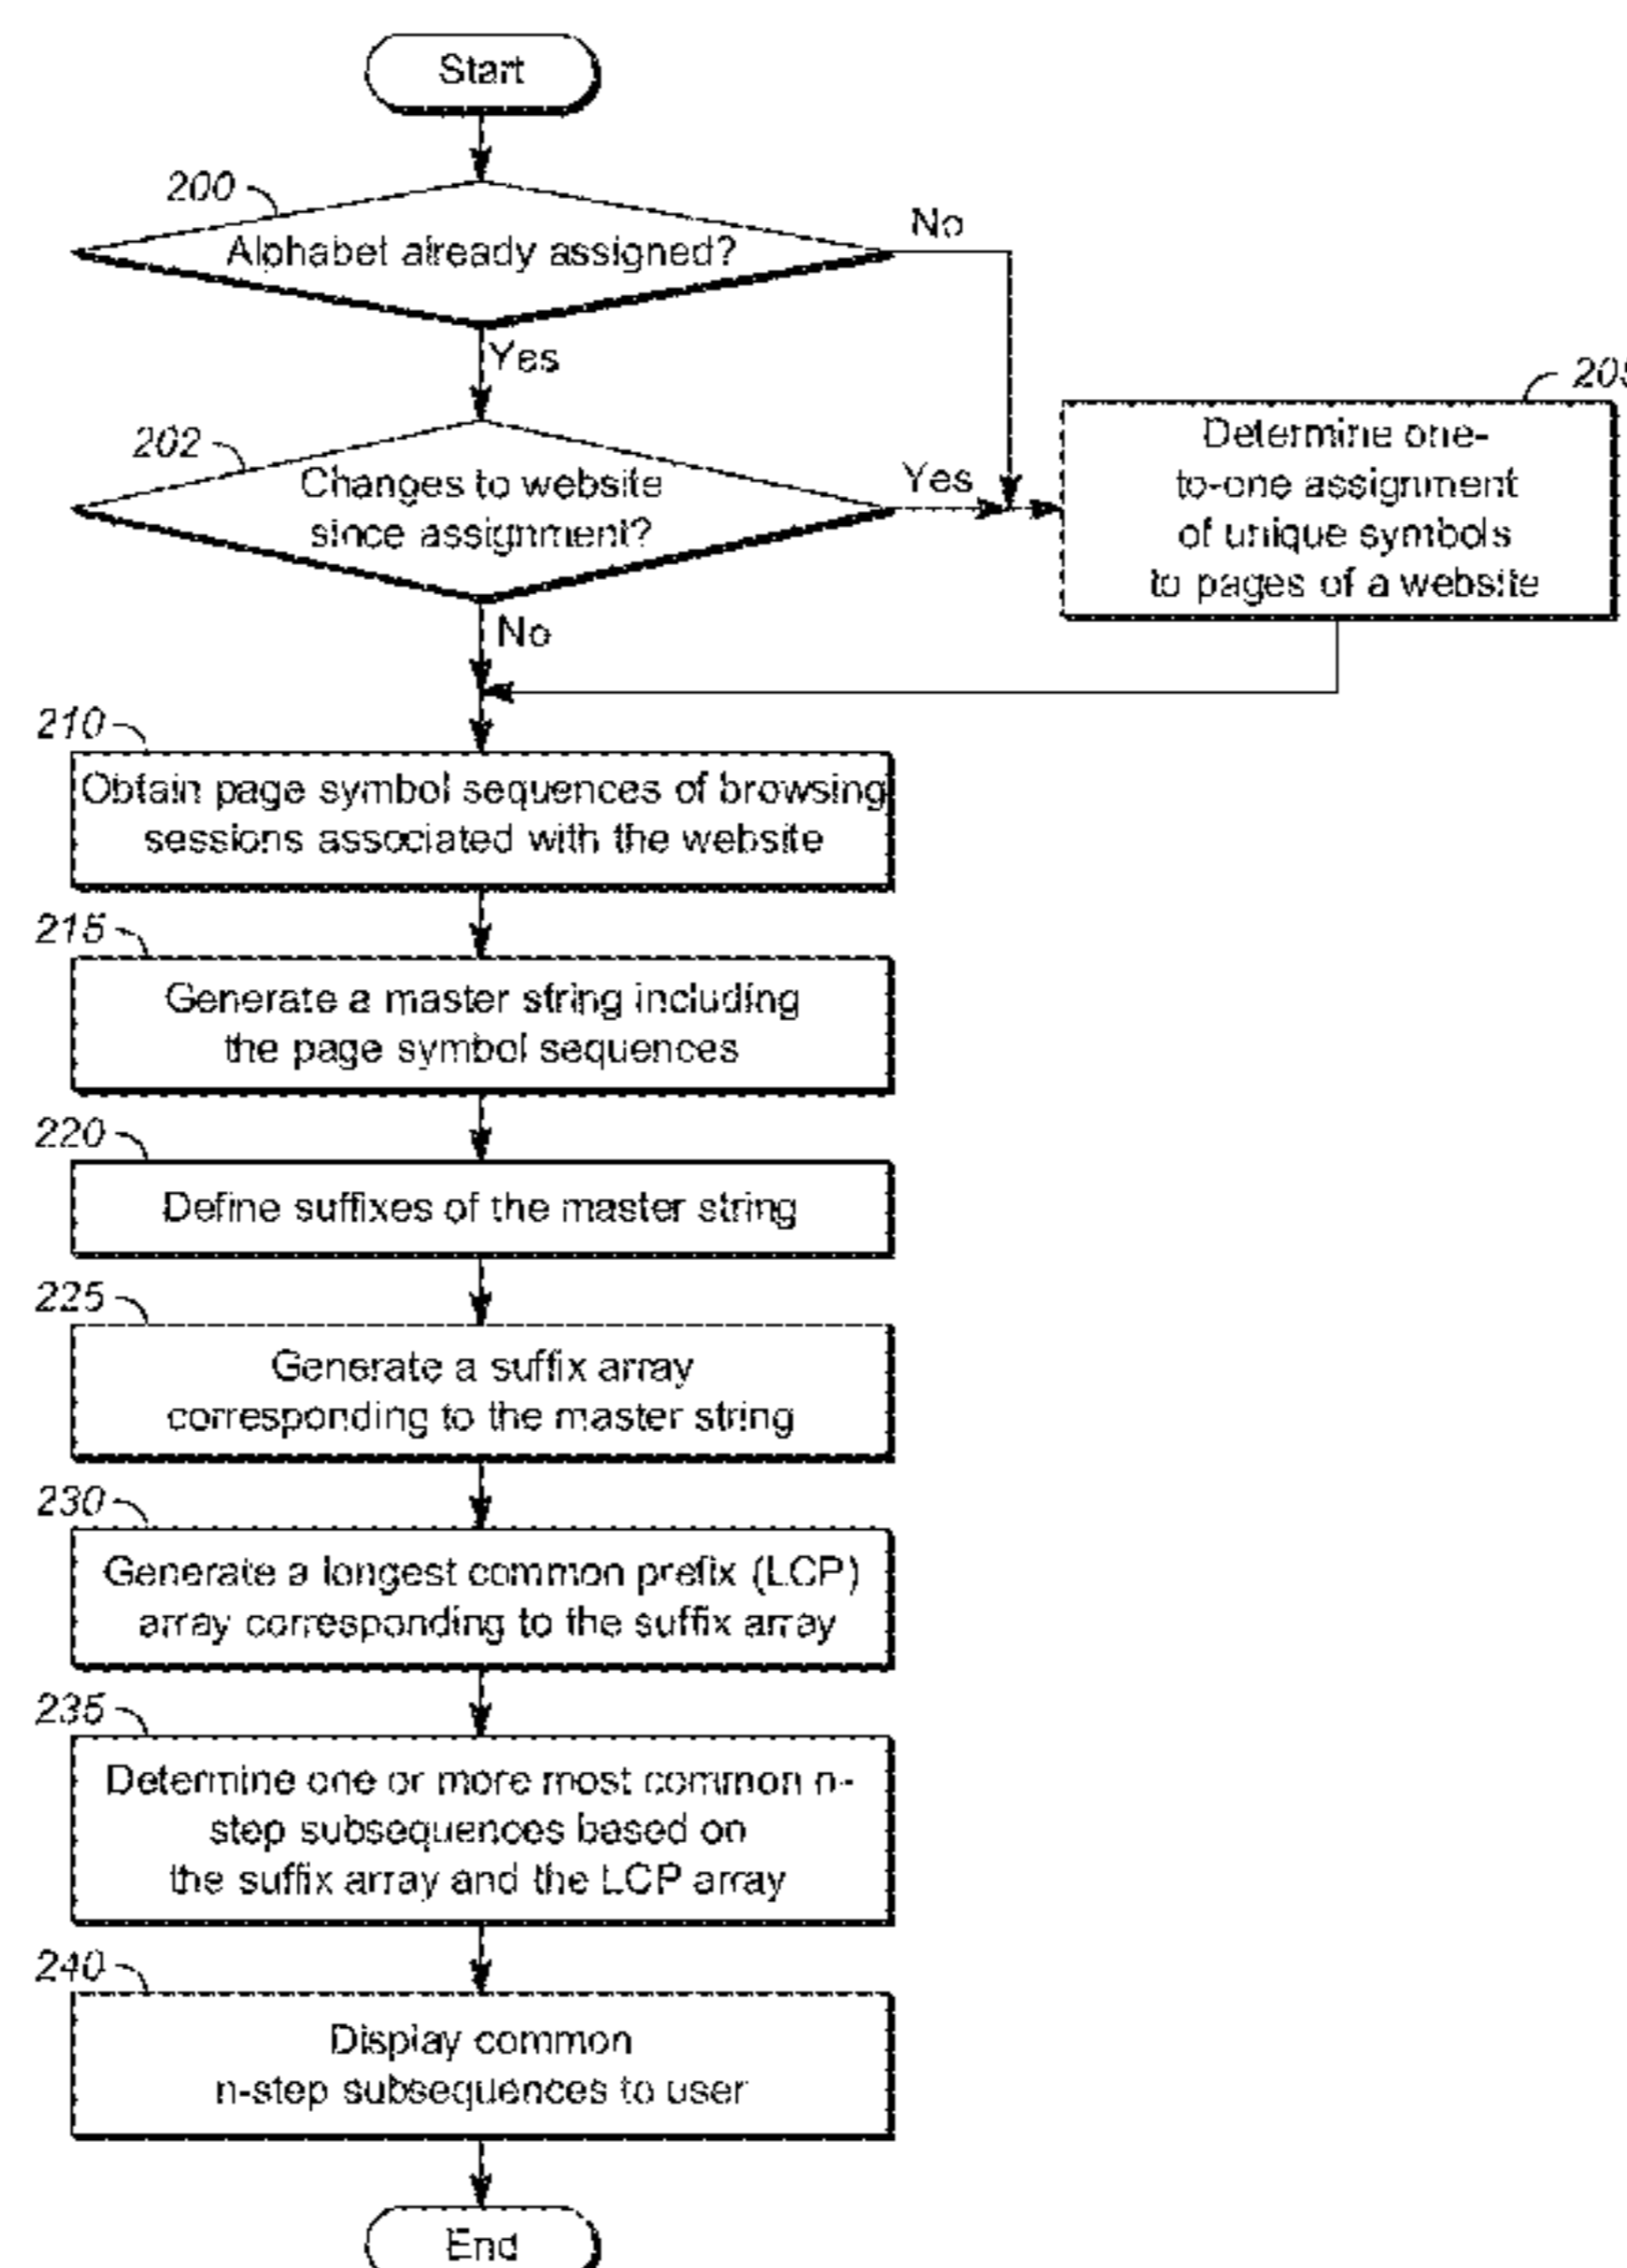 Start
200
Alphabet already assigned?
No
Yes
202
Changes to website
since assignment?
Yes
No
Determine one-
to-one assignment
of unique symbols
to pages of a website
210
Obtain page symbol sequences of browsing
sessions associated with the website
215
Generate a master string including
the page symbol sequences
220
Define suffixes of the master string
225
Generate a suffix array
corresponding to the master string
230
Generate a longest common prefix (LCP)
array corresponding to the suffix array
235
Determine one or more most common n-
step subsequences based on
the suffix array and the LCP array
240
Display common
n-step subsequences to user
End